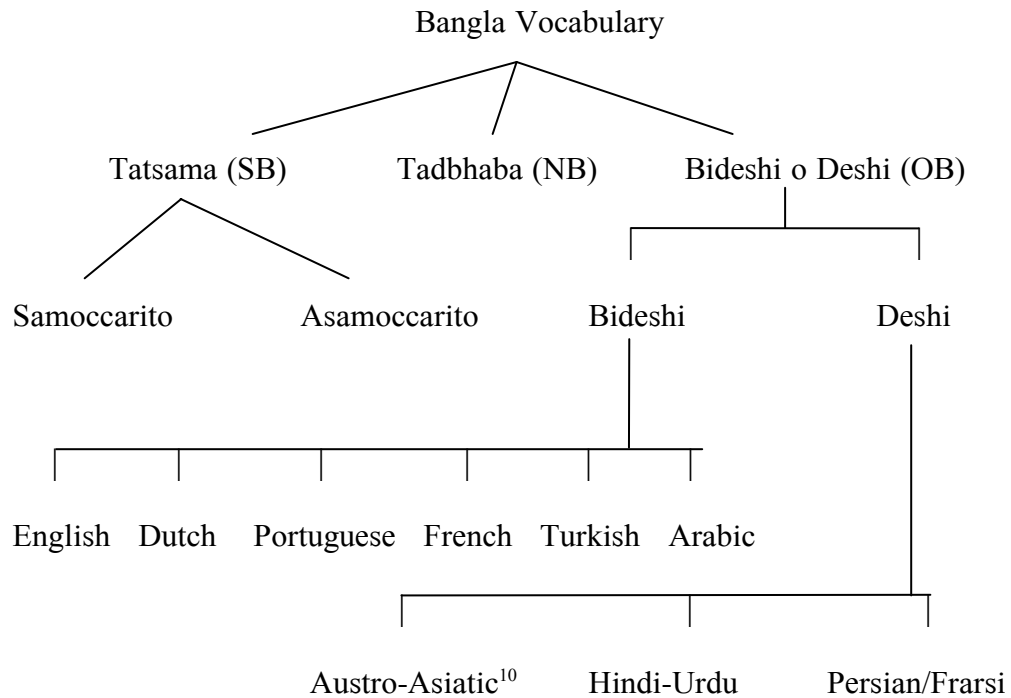 Bangla Vocabulary
Tatsama (SB) Tadbhaba (NB) Bideshi o Deshi (OB)
Samoccarito Asamoccarito Bideshi Deshi
English Dutch Portuguese French Turkish Arabic
Austro-Asiatic¹⁰ Hindi-Urdu Persian/Frarsi